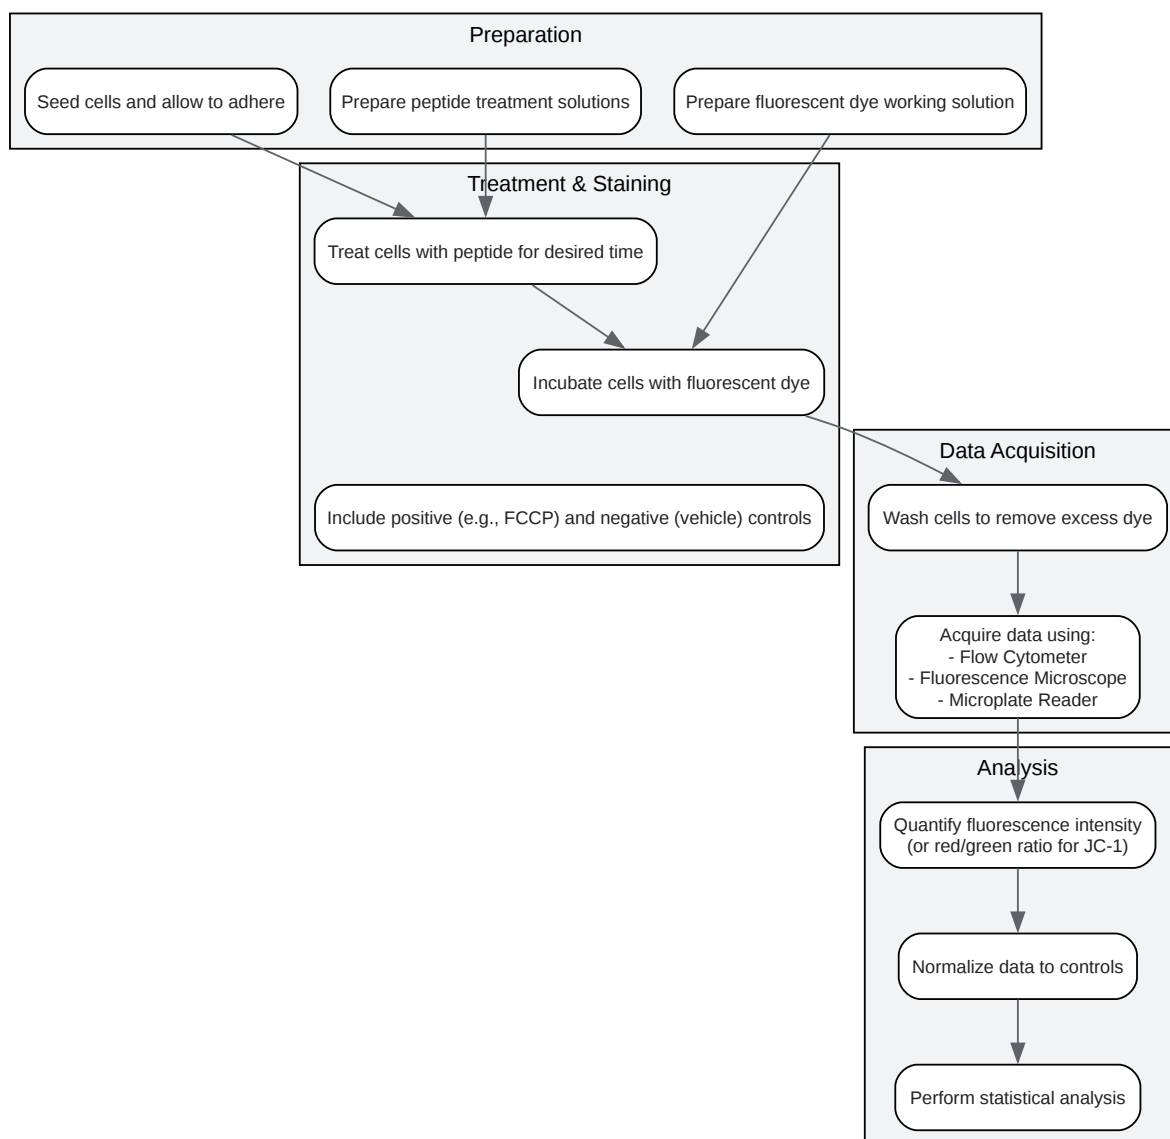 Preparation
Seed cells and allow to adhere
Prepare peptide treatment solutions
Prepare fluorescent dye working solution
Treatment & Staining
Treat cells with peptide for desired time
Incubate cells with fluorescent dye
Include positive (e.g., FCCP) and negative (vehicle) controls
Data Acquisition
Wash cells to remove excess dye
Acquire data using:
- Flow Cytometer
- Fluorescence Microscope
- Microplate Reader
Analysis
Quantify fluorescence intensity
(or red/green ratio for JC-1)
Normalize data to controls
Perform statistical analysis